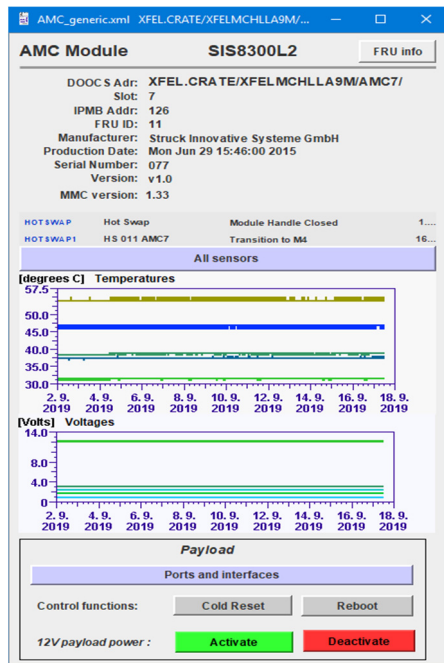 AMC_generic.xml XFEL.CRATE/XFELMCHLLA9M/...
AMC Module SIS8300L2 FRU info
DOOCS Adr: XFEL.CRATE/XFELMCHLLA9M/AMC7/
Slot: 7
IPMB Adr: 126
FRU ID: 11
Manufacturer: Struck Innovative Systeme GmbH
Production Date: Mon Jun 29 15:46:00 2015
Serial Number: 077
Version: v1.0
MMC version: 1.33
HOTSWAP Hot Swap Module Handle Closed 1....
HOTSWAP1 HS 011 AMC7 Transition to M4 16...
All sensors
[degrees C] Temperatures
57.5
50.0
45.0
40.0
35.0
30.0
2. 9. 4. 9. 6. 9. 8. 9. 10. 9. 12. 9. 14. 9. 16. 9. 18. 9.
2019 2019 2019 2019 2019 2019 2019 2019 2019
[Volts] Voltages
14.0
8.0
4.0
0
2. 9. 4. 9. 6. 9. 8. 9. 10. 9. 12. 9. 14. 9. 16. 9. 18. 9.
2019 2019 2019 2019 2019 2019 2019 2019 2019
Payload
Ports and interfaces
Control functions: Cold Reset Reboot
12V payload power : Activate Deactivate